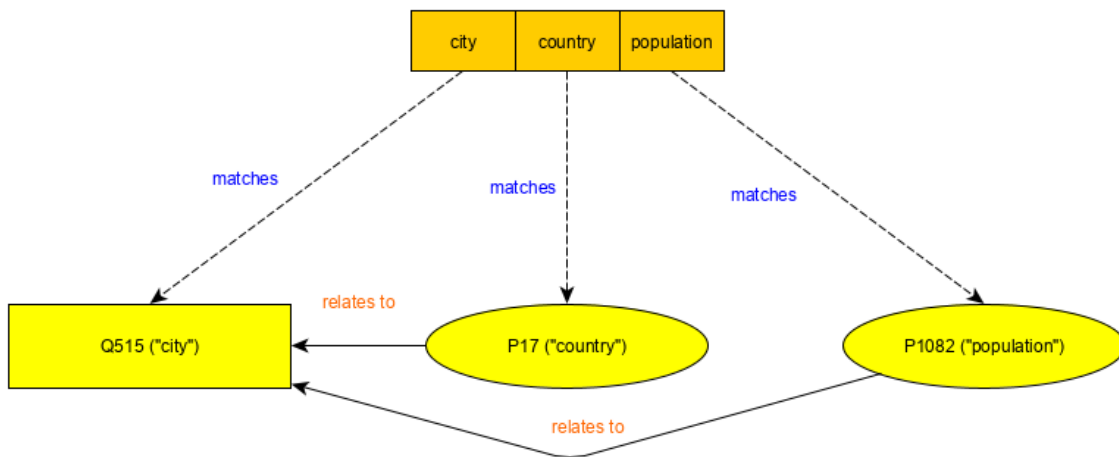 city country population
matches
matches
matches
relates to
Q515 ("city")
P17 ("country")
P1082 ("population")
relates to